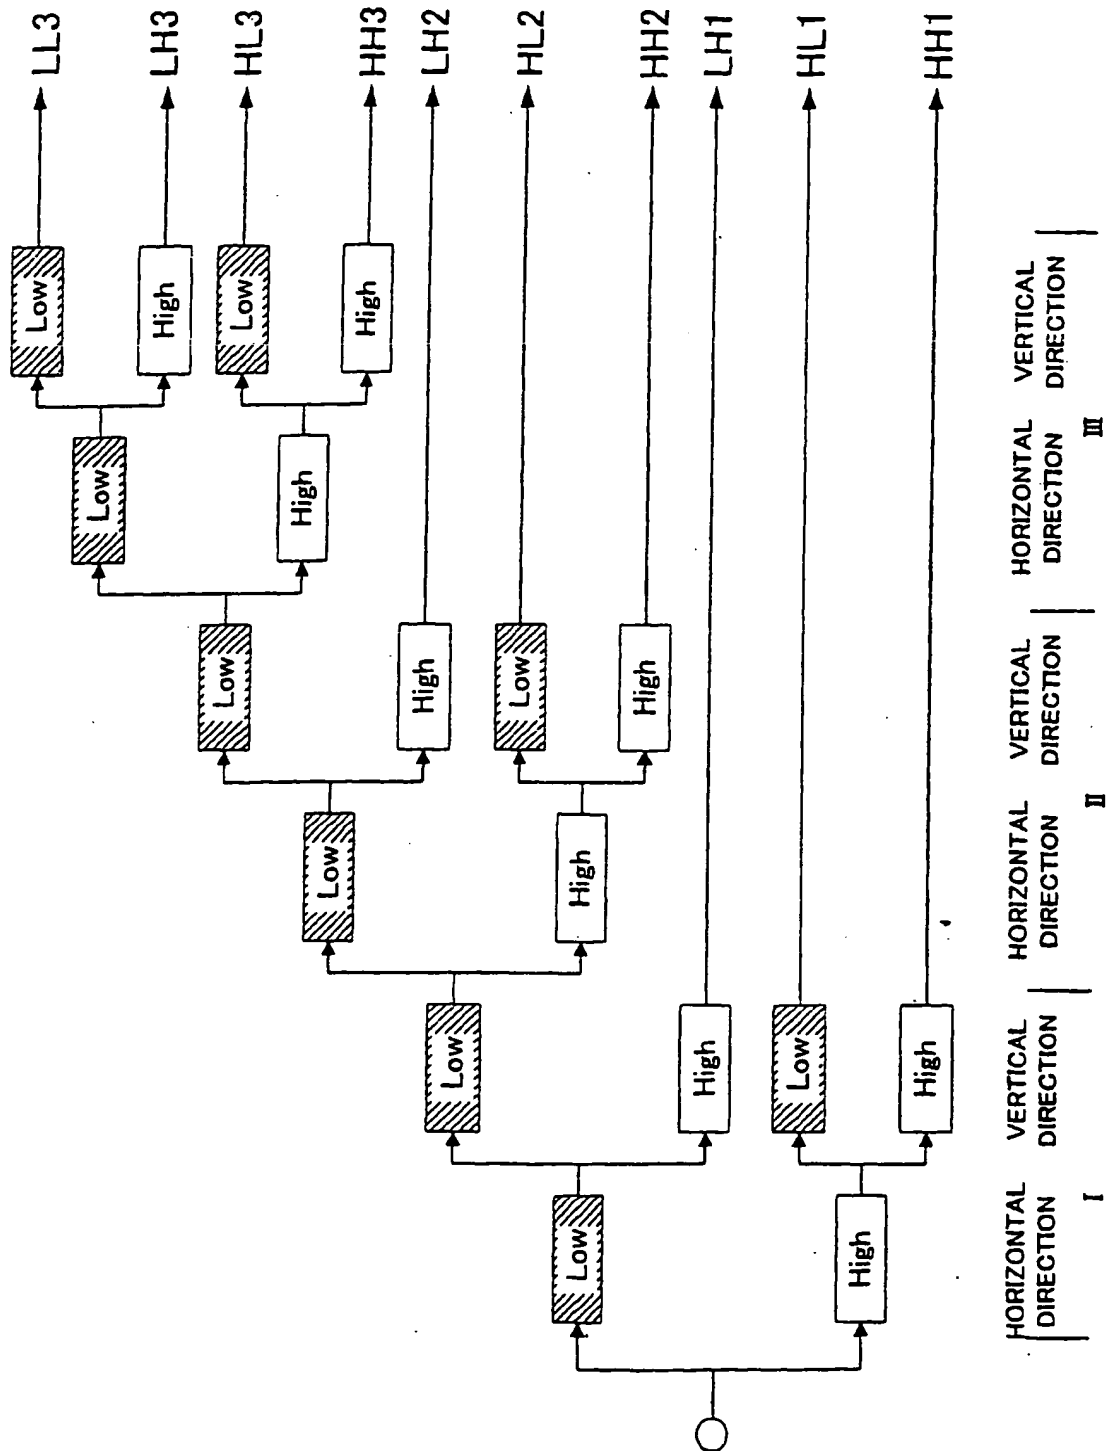 LL3
LH3
HL3
HH3
LH2
HL2
HH2
LH1
HL1
HH1
Low
High
Low
High
Low
High
Low
High
Low
High
Low
High
Low
High
Low
High
Low
High
Low
High
HORIZONTAL
DIRECTION
VERTICAL
DIRECTION
I
HORIZONTAL
DIRECTION
VERTICAL
DIRECTION
II
HORIZONTAL
DIRECTION
VERTICAL
DIRECTION
III